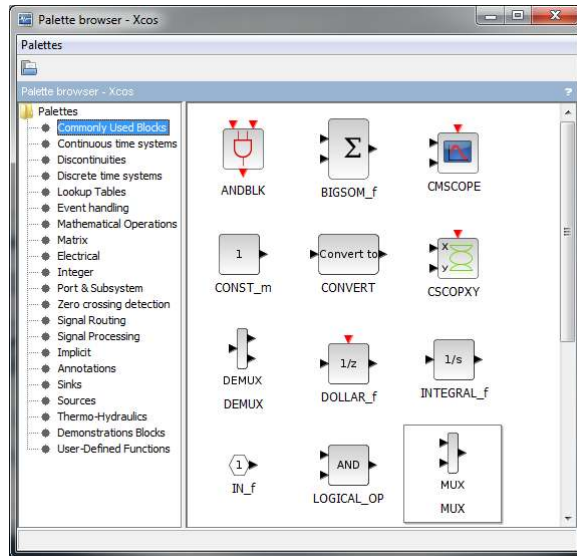 Palette browser - Xcos
Palettes
Palette browser - Xcos
?
Palettes
Commonly Used Blocks
Continuous time systems
Discontinuities
Discrete time systems
Lookup Tables
Event handling
Mathematical Operations
Matrix
Electrical
Integer
Port & Subsystem
Zero crossing detection
Signal Routing
Signal Processing
Implicit
Annotations
Sinks
Sources
Thermo-Hydraulics
Demonstrations Blocks
User-Defined Functions
Σ
ANDBLK BIGSOM_f CMSCOPE
1 Convert to X
y
CONST_m CONVERT CSCOPXY
1/z 1/s
DEMUX
DEMUX DOLLAR_f INTEGRAL_f
1 AND MUX
IN_f LOGICAL_OP MUX